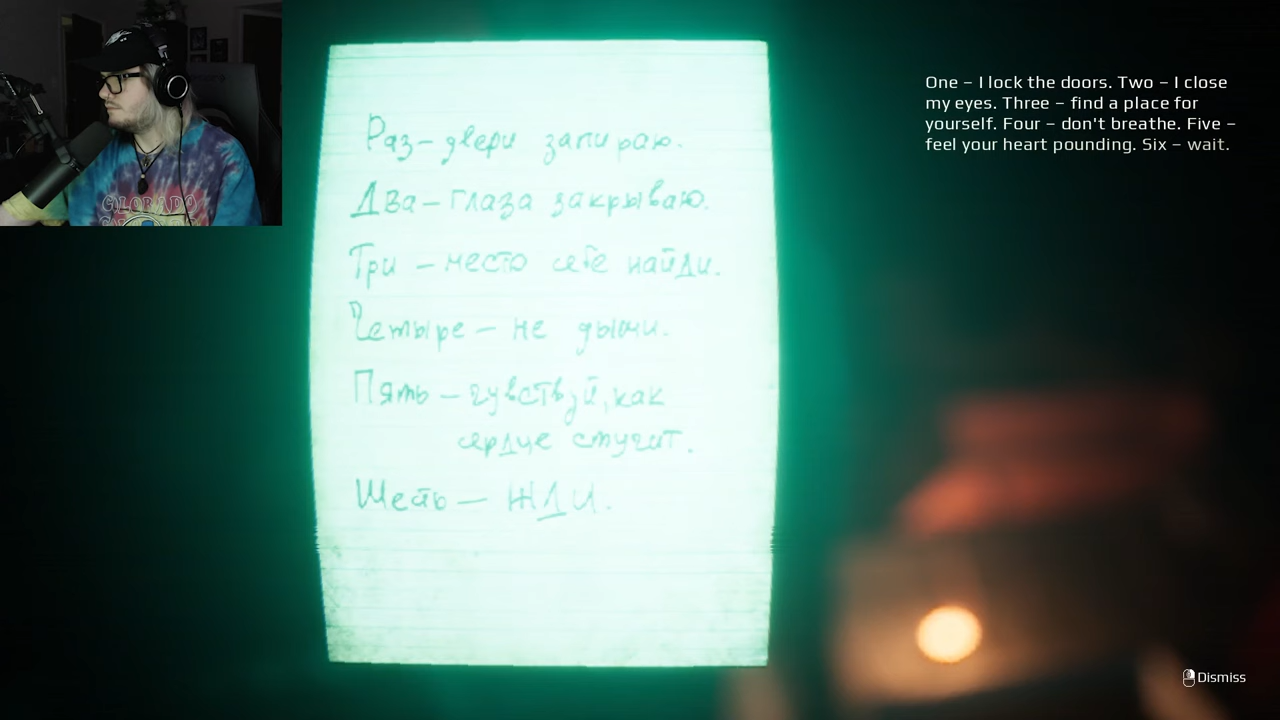 One – I lock the doors. Two – I close
my eyes. Three – find a place for
yourself. Four – don't breathe. Five –
feel your heart pounding. Six – wait.
Раз – двери запираю.
Два – глаза закрываю.
Три – место себе найди.
Четыре – не дыши.
Пять – чувствуй, как
сердце стучит.
Шесть – ЖДИ.
COLORADO
Dismiss